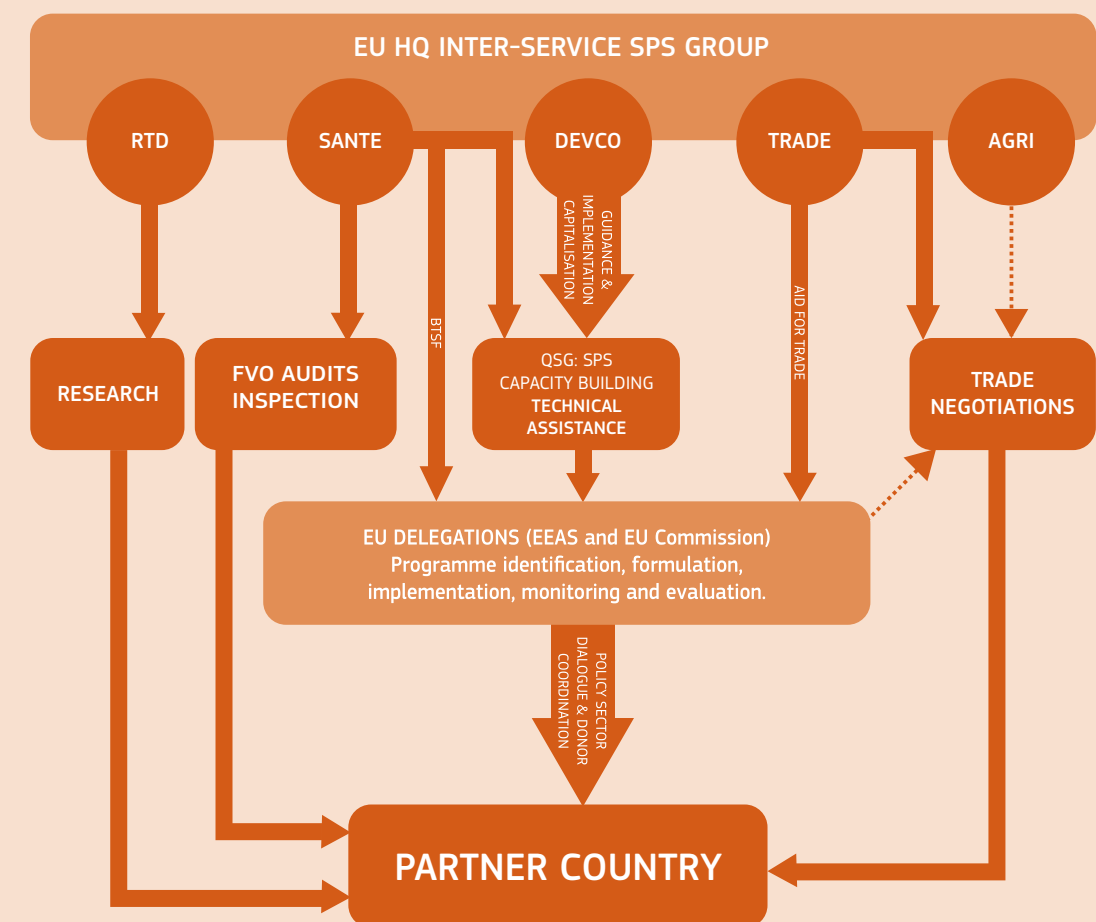 EU HQ INTER-SERVICE SPS GROUP
RTD
SANTE
DEVCO
TRADE
AGRI
GUIDANCE &
IMPLEMENTATION
CAPITALISATION
BTSF
AID FOR TRADE
RESEARCH
FVO AUDITS
INSPECTION
QSG: SPS
CAPACITY BUILDING
TECHNICAL
ASSISTANCE
TRADE
NEGOTIATIONS
EU DELEGATIONS (EEAS and EU Commission)
Programme identification, formulation,
implementation, monitoring and evaluation.
POLICY SECTOR
DIALOGUE & DONOR
COORDINATION
PARTNER COUNTRY